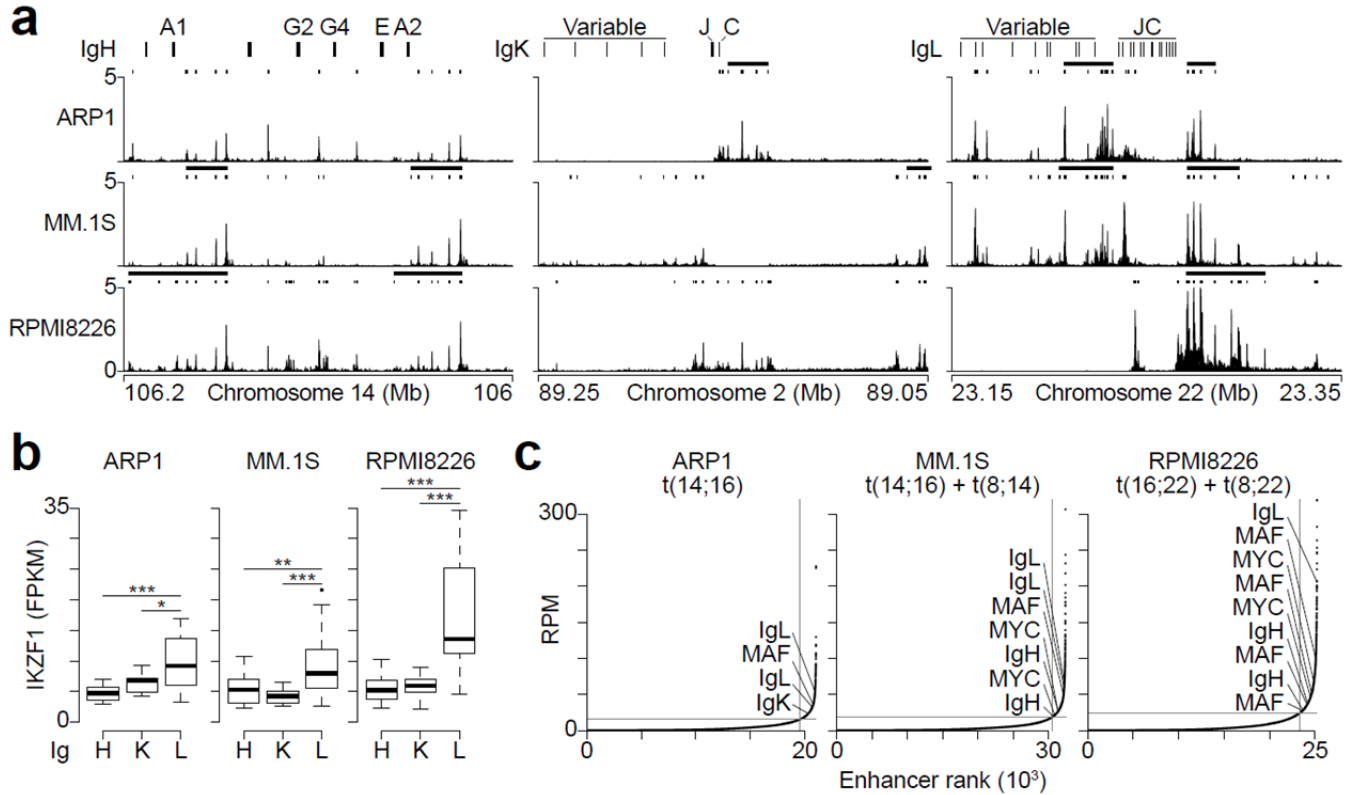 a
A1 G2 G4 E A2
IgH
Variable J C
IgK
Variable JC
IgL
5
ARP1
5
MM.1S
5
RPMI8226
0
106.2 Chromosome 14 (Mb) 106
89.25 Chromosome 2 (Mb) 89.05
23.15 Chromosome 22 (Mb) 23.35
b
ARP1 MM.1S RPMI8226
IKZF1 (FPKM)
35
0
*** *
** ***
*** ***
Ig H K L H K L H K L
c
ARP1
t(14;16)
MM.1S
t(14;16) + t(8;14)
RPMI8226
t(16;22) + t(8;22)
RPM
300
0
IgL
MAF
IgL
IgK
IgL
IgL
MAF
MYC
IgH
MYC
IgH
IgL
MAF
MYC
MAF
MYC
IgH
MAF
IgH
MAF
0 20 0 30 0 25
Enhancer rank (10³)